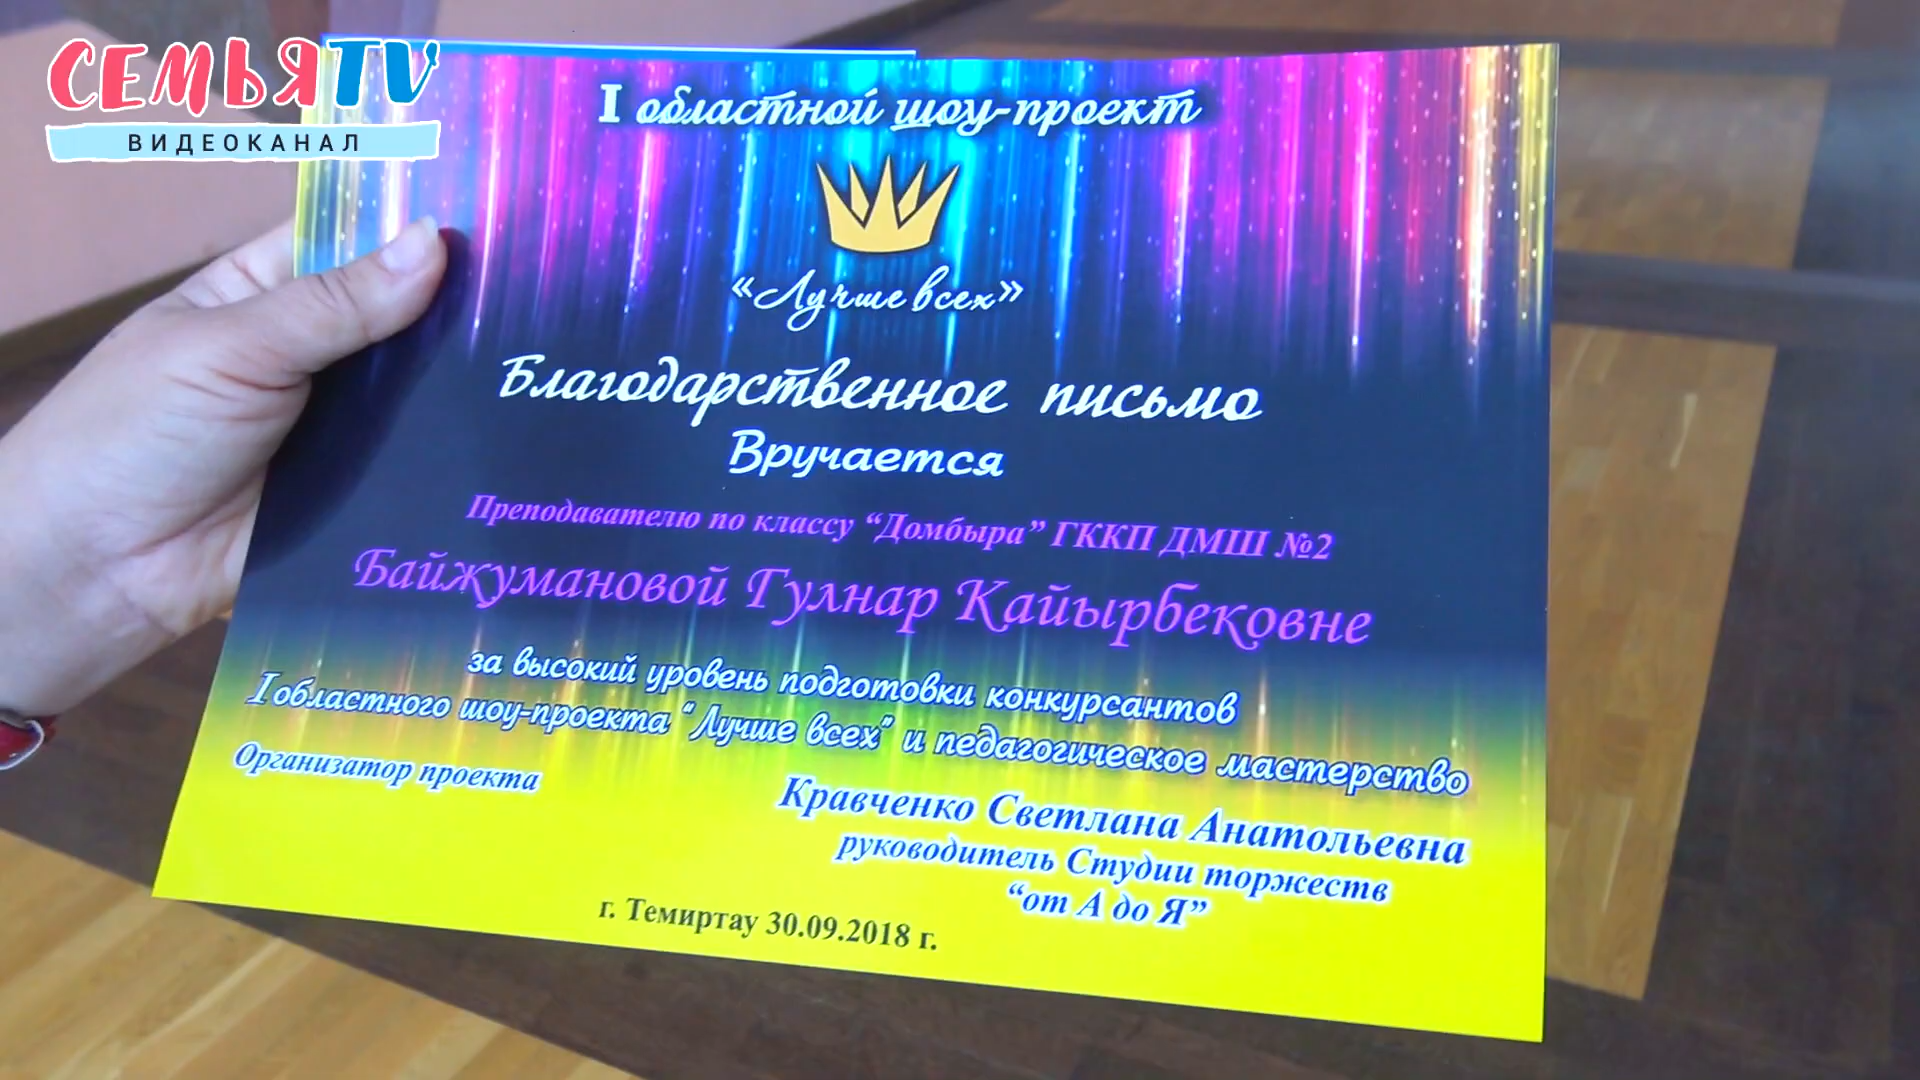 СЕМЬЯTV
ВИДЕОКАНАЛ
I областной шоу-проект
«Лучше всех»
Благодарственное письмо
Вручается
Преподавателю по классу “Домбыра” ГККП ДМШ №2
Байжумановой Гулнар Кайырбековне
за высокий уровень подготовки конкурсантов
I областного шоу-проекта “Лучше всех” и педагогическое мастерство
Организатор проекта
Кравченко Светлана Анатольевна
руководитель Студии торжеств
“от А до Я”
г. Темиртау 30.09.2018 г.